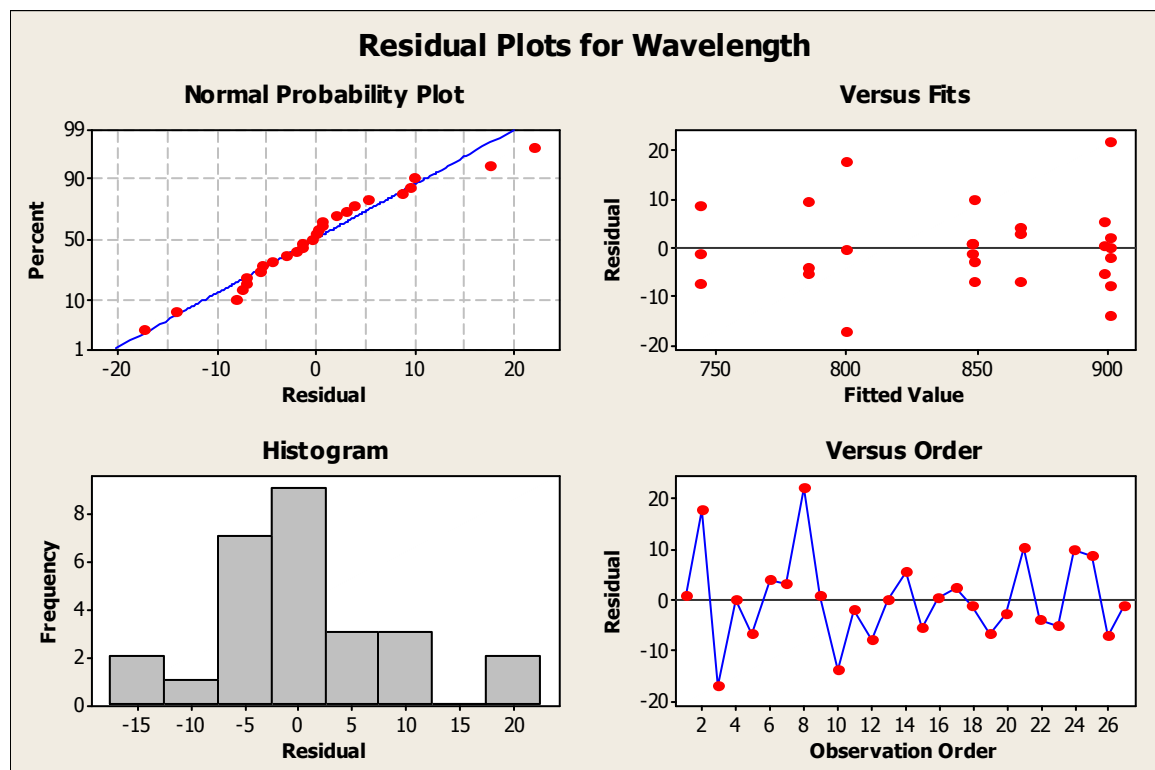 Residual Plots for Wavelength
Normal Probability Plot
Percent
99
90
50
10
1
-20 -10 0 10 20
Residual
Versus Fits
Residual
20
10
0
-10
-20
750 800 850 900
Fitted Value
Histogram
Frequency
8
6
4
2
0
-15 -10 -5 0 5 10 15 20
Residual
Versus Order
Residual
20
10
0
-10
-20
2 4 6 8 10 12 14 16 18 20 22 24 26
Observation Order